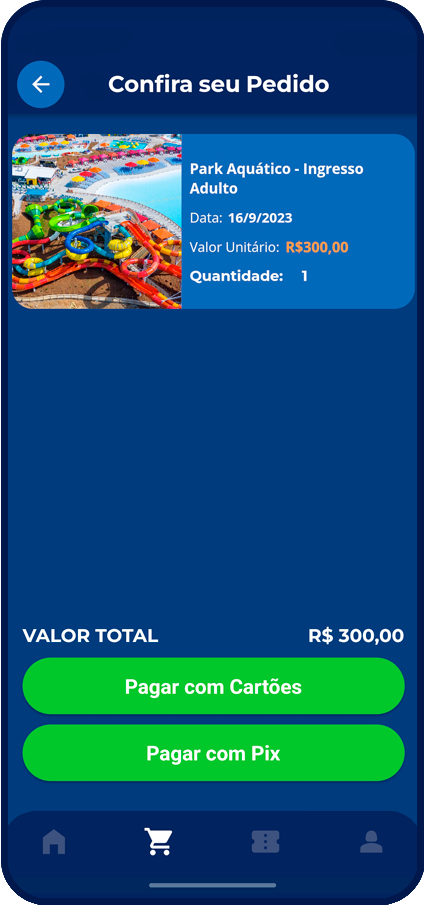 Confira seu Pedido
Park Aquático - Ingresso
Adulto
Data: 16/9/2023
Valor Unitário: R$300,00
Quantidade: 1
VALOR TOTAL R$ 300,00
Pagar com Cartões
Pagar com Pix